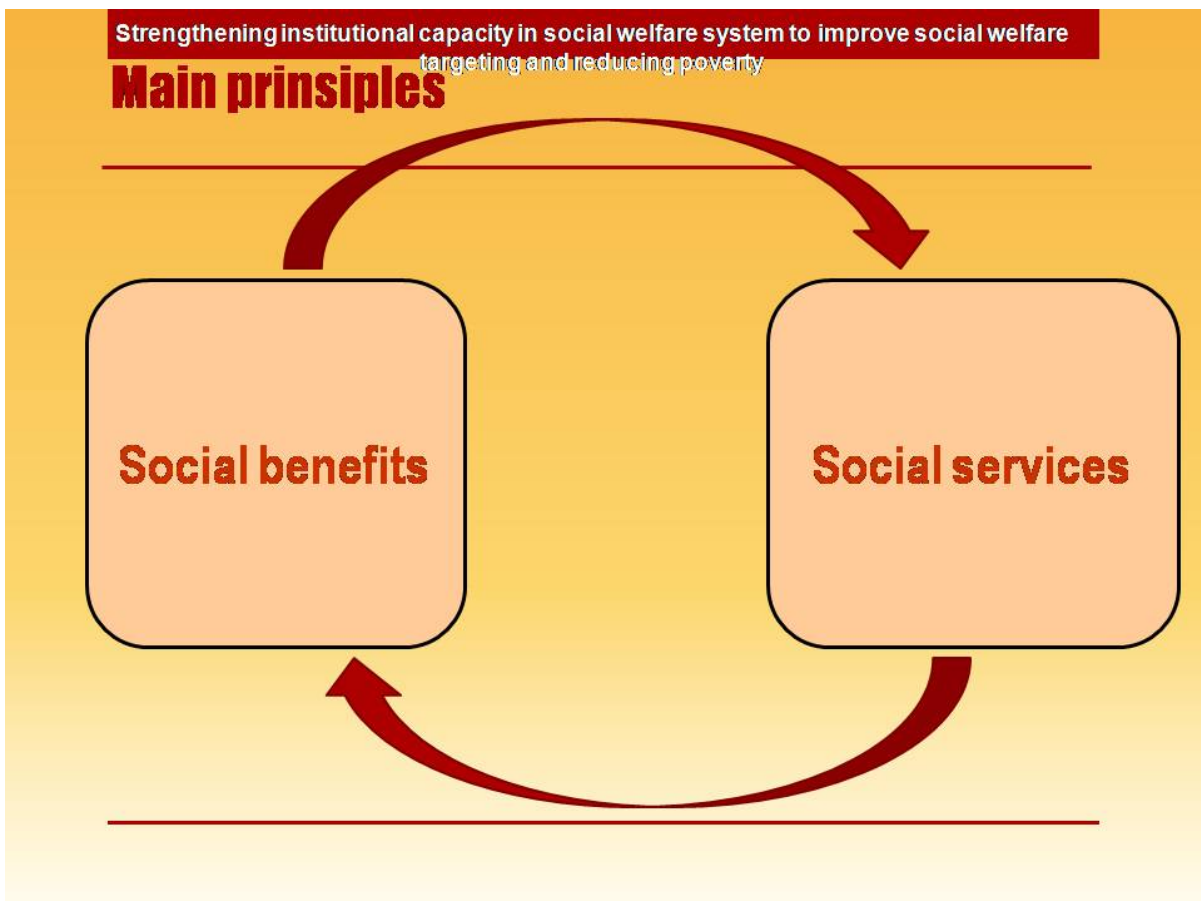 Strengthening institutional capacity in social welfare system to improve social welfare
targeting and reducing poverty
Main prinsiples
Social benefits
Social services